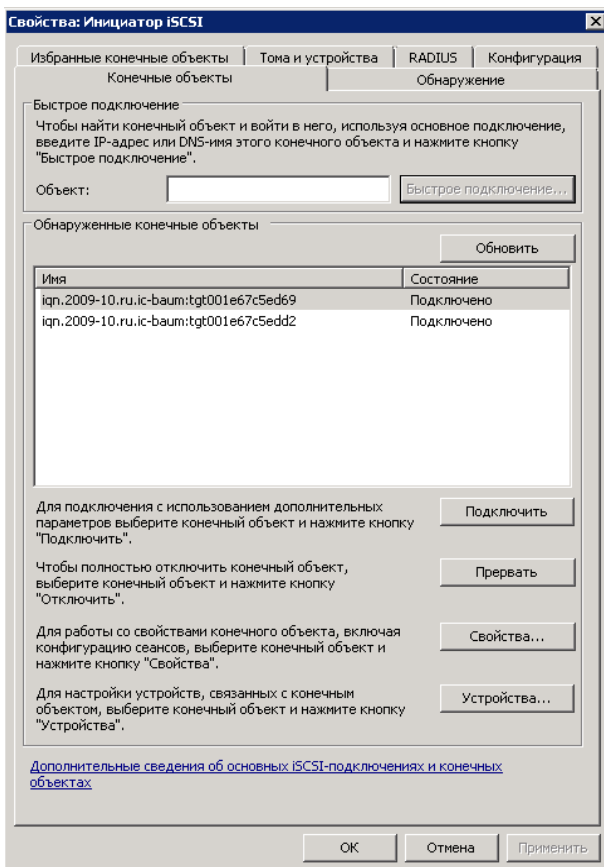 Свойства: Инициатор iSCSI
Избранные конечные объекты
Тома и устройства
RADIUS
Конфигурация
Конечные объекты
Обнаружение
Быстрое подключение
Чтобы найти конечный объект и войти в него, используя основное подключение,
введите IP-адрес или DNS-имя этого конечного объекта и нажмите кнопку
"Быстрое подключение".
Объект:
Быстрое подключение...
Обнаруженные конечные объекты
Обновить
Имя
Состояние
iqn.2009-10.ru.ic-baum:tgt001e67c5ed69
Подключено
iqn.2009-10.ru.ic-baum:tgt001e67c5edd2
Подключено
Для подключения с использованием дополнительных
параметров выберите конечный объект и нажмите кнопку
"Подключить".
Подключить
Чтобы полностью отключить конечный объект,
выберите конечный объект и нажмите кнопку
"Отключить".
Прервать
Для работы со свойствами конечного объекта, включая
конфигурацию сеансов, выберите конечный объект и
нажмите кнопку "Свойства".
Свойства...
Для настройки устройств, связанных с конечным
объектом, выберите конечный объект и нажмите кнопку
"Устройства".
Устройства...
Дополнительные сведения об основных iSCSI-подключениях и конечных
объектах
ОК
Отмена
Применить